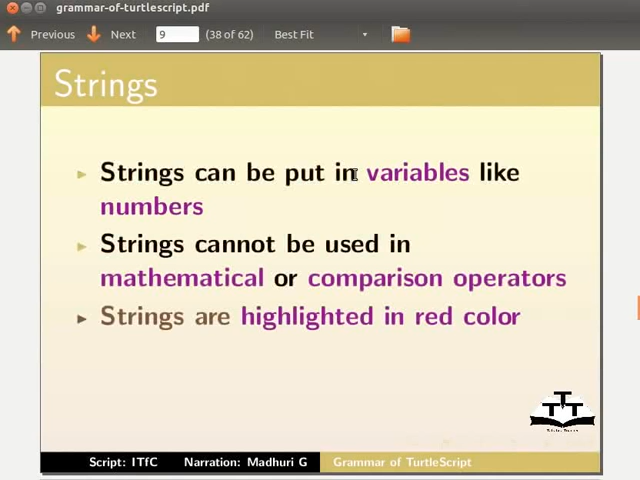 grammar-of-turtlescript.pdf
Previous Next 9 (38 of 62) Best Fit
Strings
Strings can be put in variables like
numbers
Strings cannot be used in
mathematical or comparison operators
Strings are highlighted in red color
Script: ITfC Narration: Madhuri G Grammar of TurtleScript